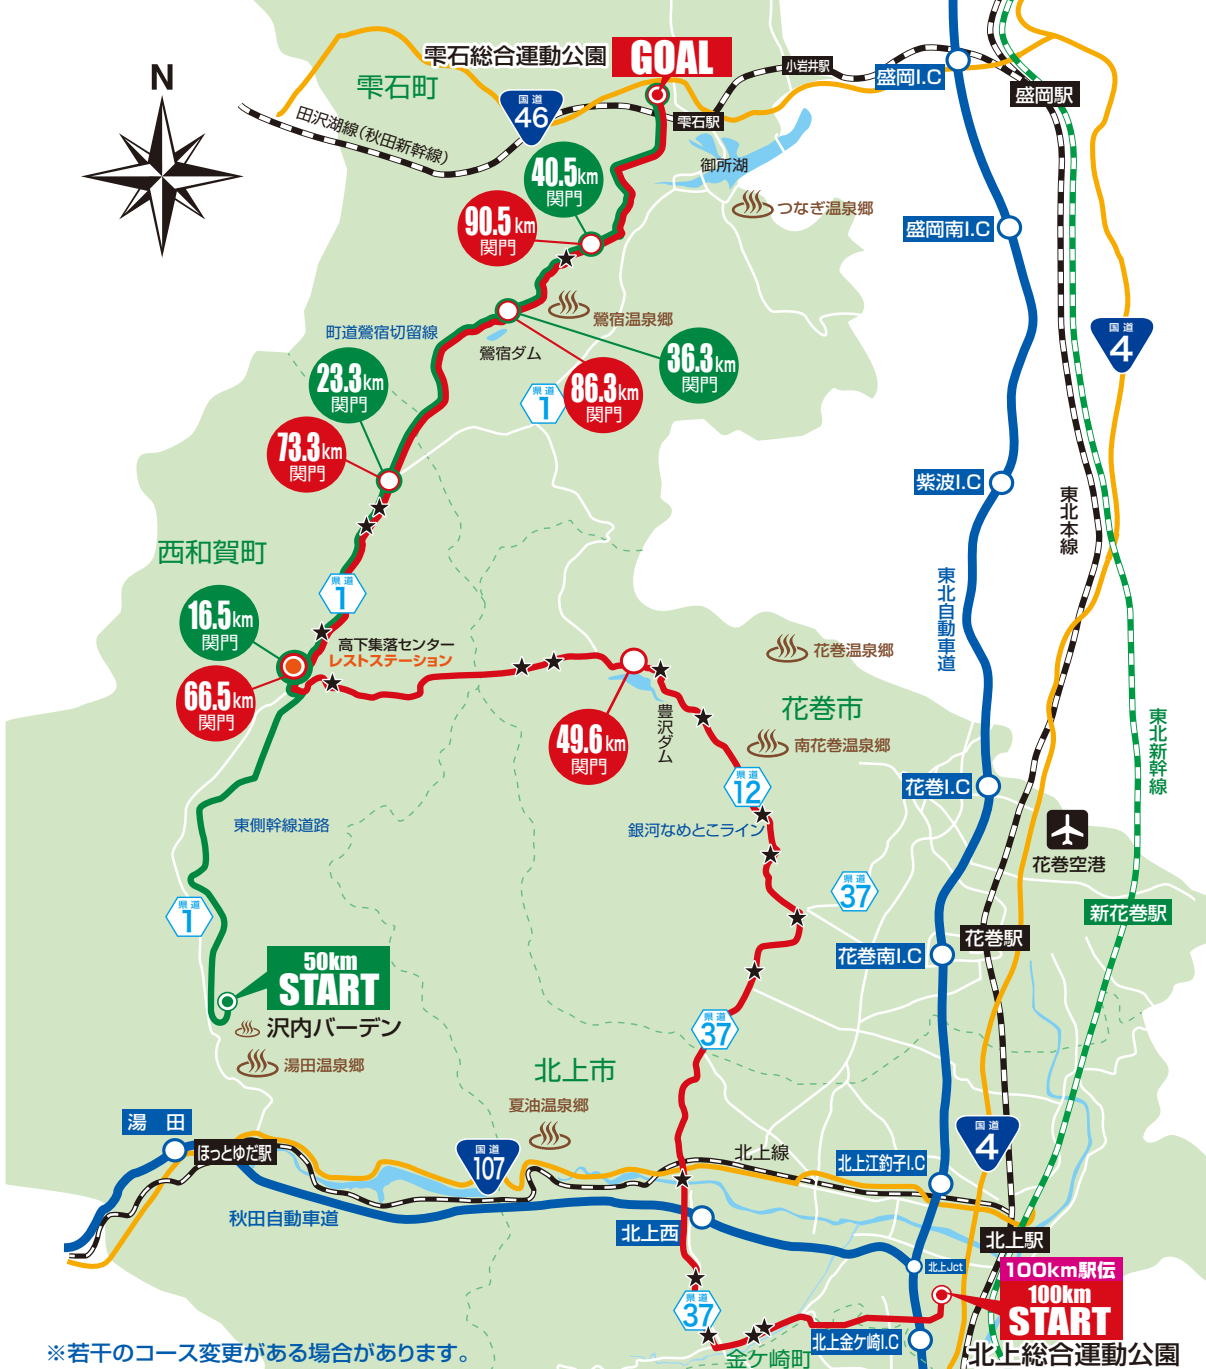 雫石総合運動公園
GOAL
小岩井駅
盛岡I.C
盛岡駅
N
雫石町
国道
46
雫石駅
田沢湖線(秋田新幹線)
御所湖
40.5km
関門
つなぎ温泉郷
90.5km
関門
盛岡南I.C
鶯宿温泉郷
町道鶯宿切留線
鶯宿ダム
国道
4
36.3km
関門
23.3km
関門
86.3km
関門
県道
1
73.3km
関門
紫波I.C
東北本線
西和賀町
県道
1
東北自動車道
16.5km
関門
高下集落センター
レストステーション
花巻温泉郷
66.5km
関門
49.6km
関門
豊沢ダム
花巻市
南花巻温泉郷
東北新幹線
県道
12
花巻I.C
東側幹線道路
銀河なめとこライン
花巻空港
県道
37
県道
1
新花巻駅
花巻駅
花巻南I.C
50km
START
沢内バーデン
県道
37
湯田温泉郷
北上市
夏油温泉郷
湯田
ほっとゆだ駅
国道
107
北上線
国道
4
北上江釣子I.C
秋田自動車道
北上西
北上駅
北上Jct
100km駅伝
100km
START
県道
37
北上金ケ崎I.C
北上総合運動公園
金ケ崎町
※若干のコース変更がある場合があります。